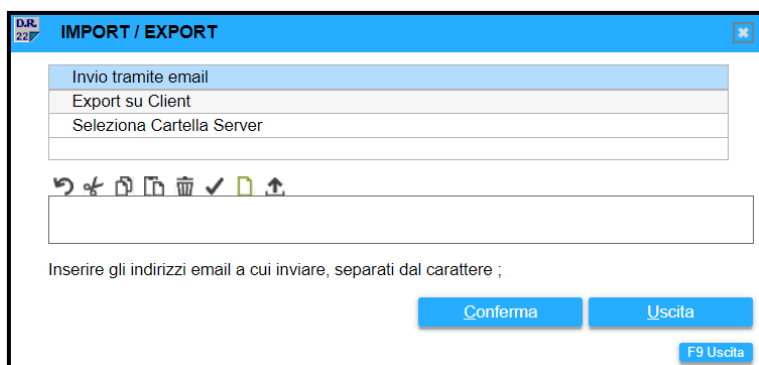 D.R.
22
IMPORT / EXPORT
Invio tramite email
Export su Client
Seleziona Cartella Server
Inserire gli indirizzi email a cui inviare, separati dal carattere ;
Conferma
Uscita
F9 Uscita